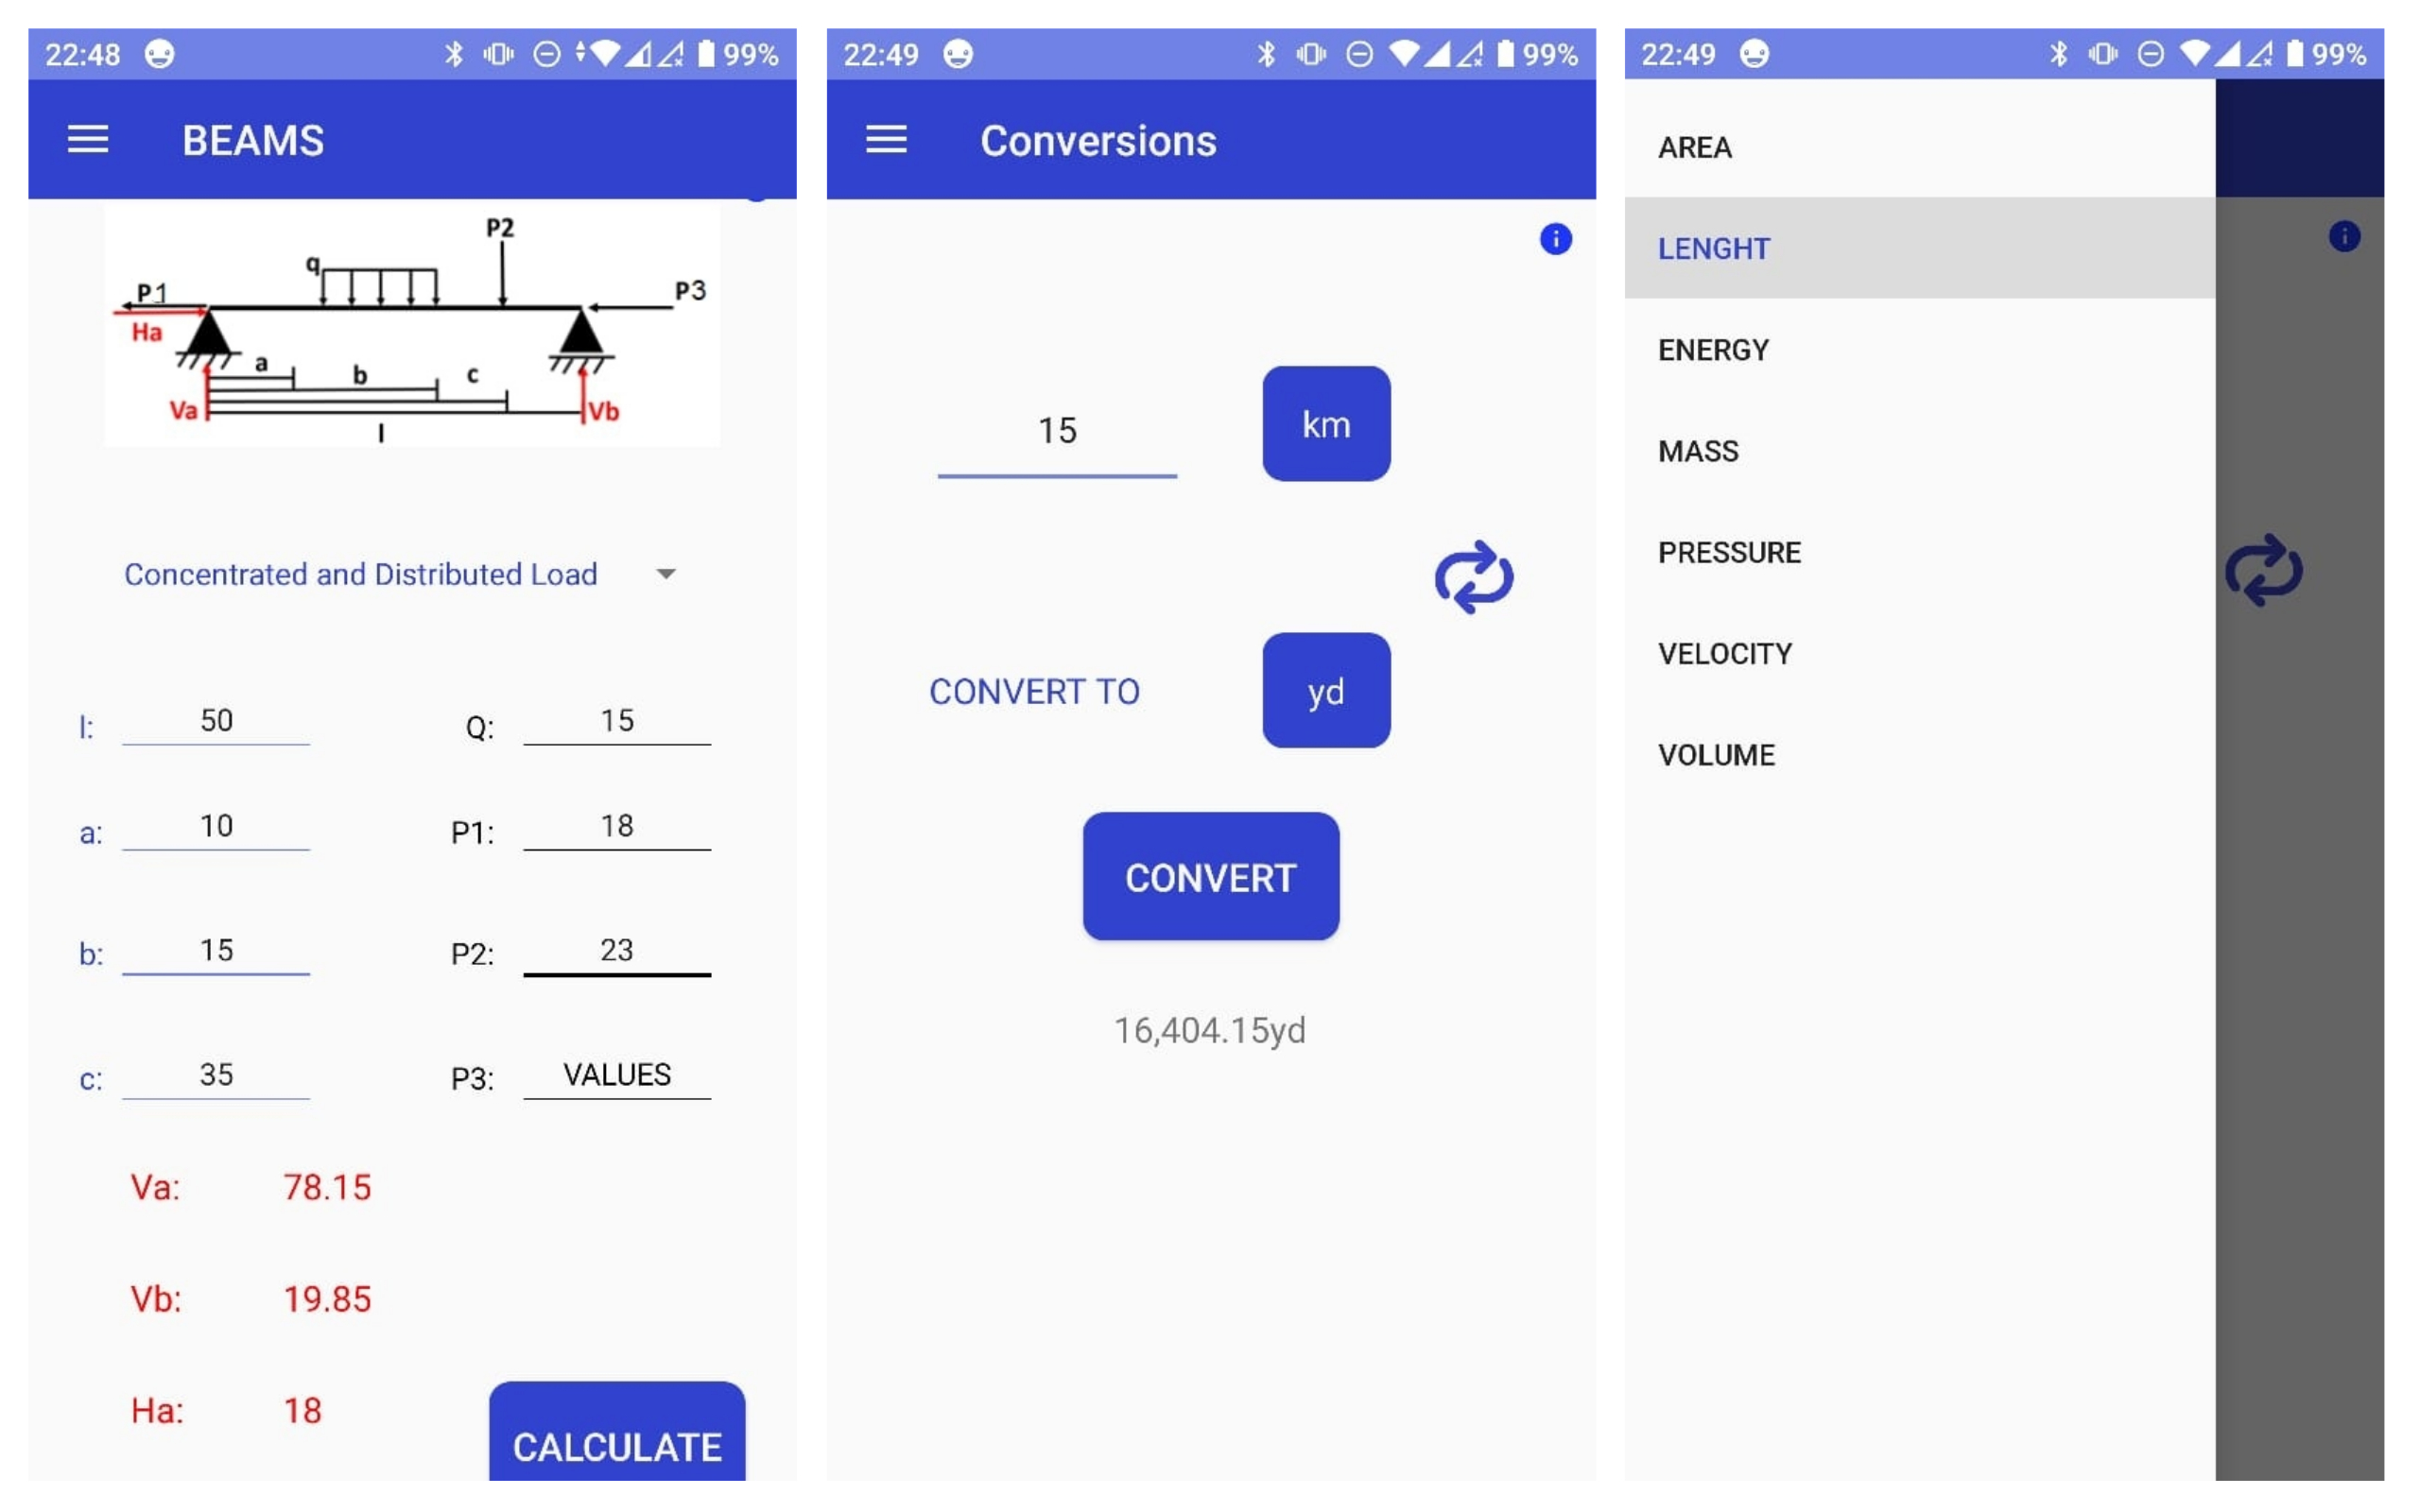 22:48 99%
BEAMS
P2
q
P1
P3
Ha
a
b
c
Va
Vb
l
Concentrated and Distributed Load
l: 50 Q: 15
a: 10 P1: 18
b: 15 P2: 23
c: 35 P3: VALUES
Va: 78.15
Vb: 19.85
Ha: 18
CALCULATE
22:49 99%
Conversions
i
15 km
CONVERT TO yd
CONVERT
16,404.15yd
22:49 99%
AREA
i
LENGHT
ENERGY
MASS
PRESSURE
VELOCITY
VOLUME